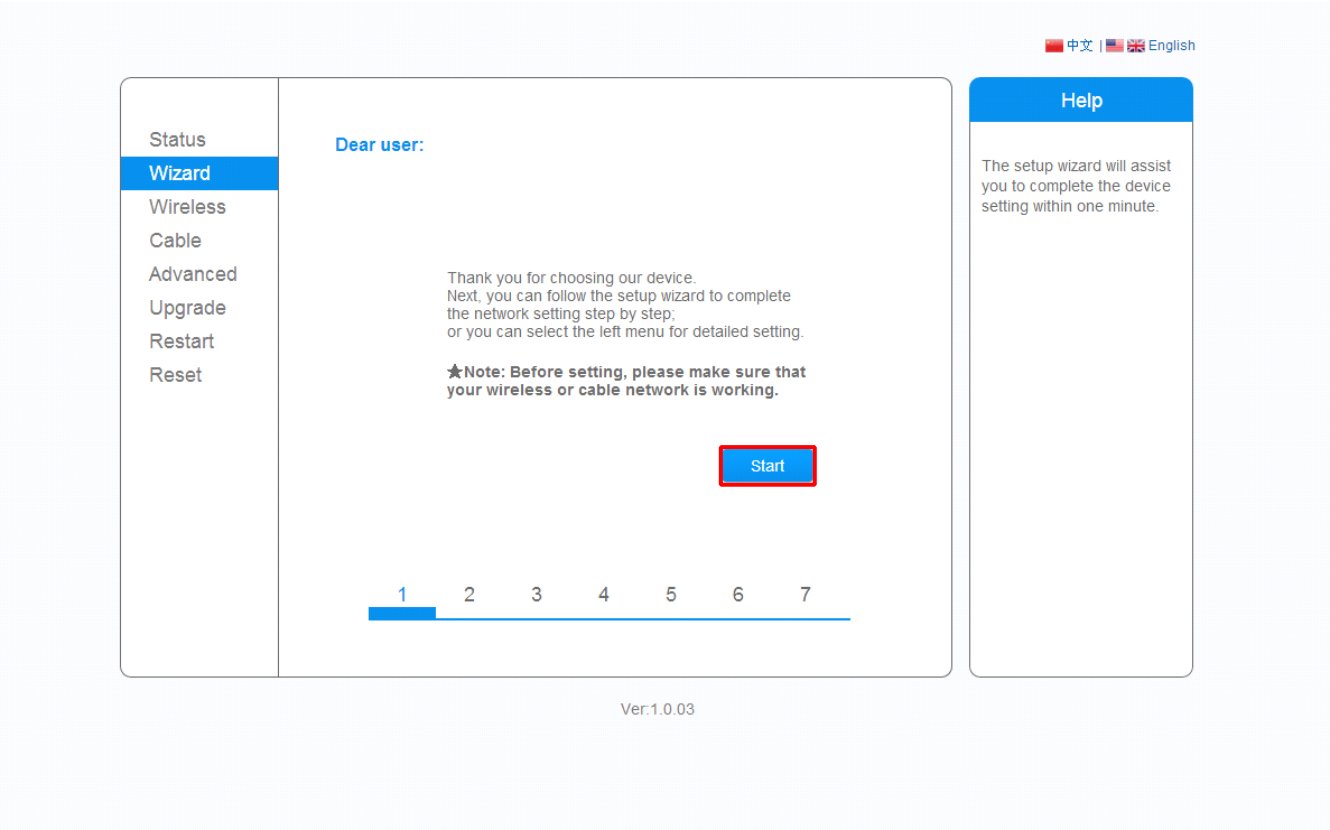 中文 | English
Status
Wizard
Wireless
Cable
Advanced
Upgrade
Restart
Reset
Dear user:
Thank you for choosing our device.
Next, you can follow the setup wizard to complete
the network setting step by step;
or you can select the left menu for detailed setting.
★Note: Before setting, please make sure that
your wireless or cable network is working.
Start
1 2 3 4 5 6 7
Help
The setup wizard will assist
you to complete the device
setting within one minute.
Ver:1.0.03